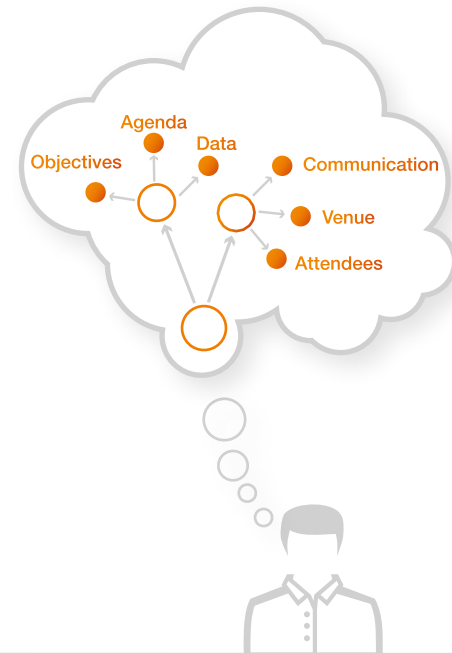 Agenda
Data
Objectives
Communication
Venue
Attendees